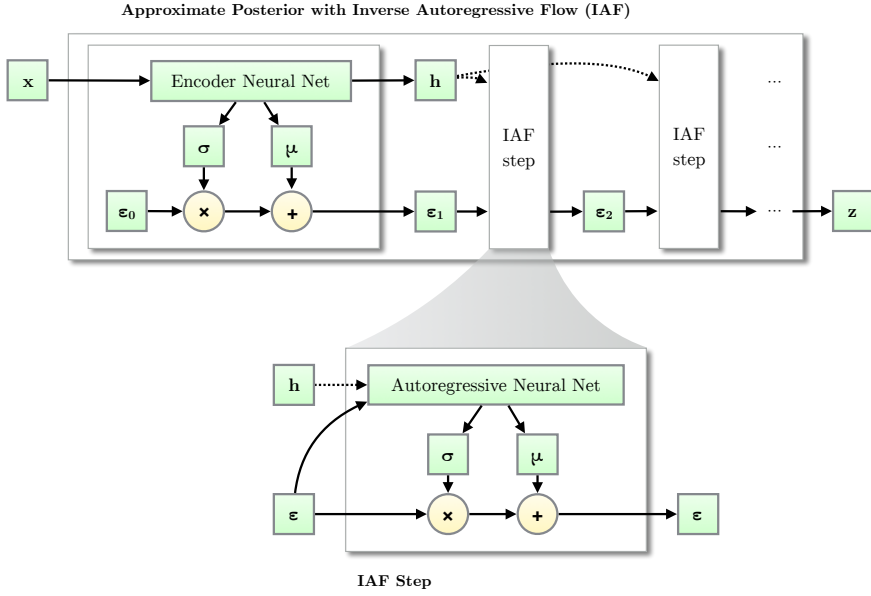 Approximate Posterior with Inverse Autoregressive Flow (IAF)
x
Encoder Neural Net
h
...
σ
μ
IAF
step
IAF
step
...
ε₀
×
+
ε₁
ε₂
...
z
h
Autoregressive Neural Net
σ
μ
ε
×
+
ε
IAF Step